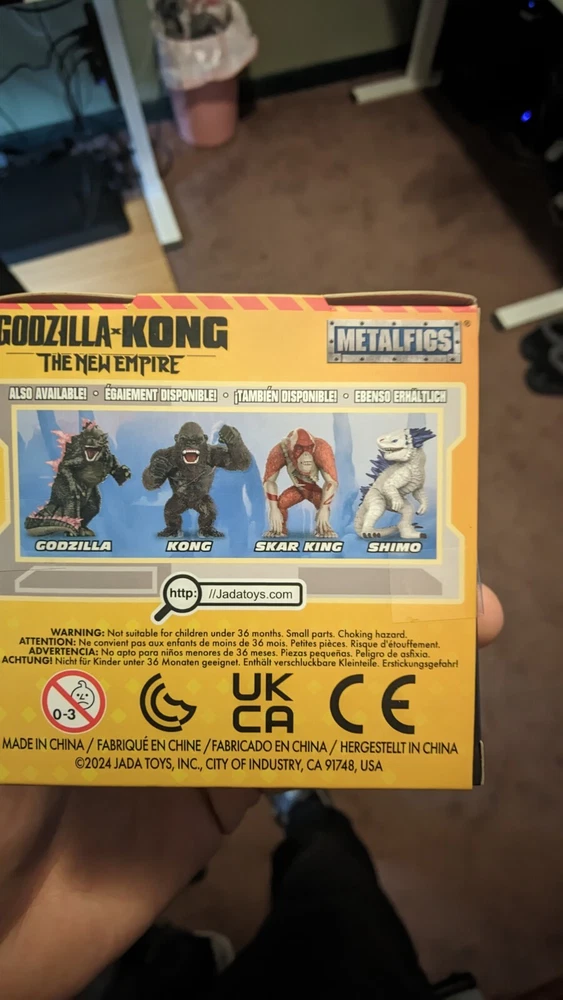 GODZILLA x KONG
THE NEW EMPIRE
METALFIGS®
ALSO AVAILABLE! • ÉGAIEMENT DISPONIBLE! • ¡TAMBIÉN DISPONIBLE! • EBENSO ERHÄLTLICH
GODZILLA KONG SKAR KING SHIMO
http: //Jadatoys.com
WARNING: Not suitable for children under 36 months. Small parts. Choking hazard.
ATTENTION: Ne convient pas aux enfants de moins de 36 mois. Petites pièces. Risque d'étouffement.
ADVERTENCIA: No apto para niños menores de 36 meses. Piezas pequeñas. Peligro de asfixia.
ACHTUNG! Nicht für Kinder unter 36 Monaten geeignet. Enthält verschluckbare Kleinteile. Erstickungsgefahr!
0-3
UK
CA
CE
MADE IN CHINA / FABRIQUÉ EN CHINE /FABRICADO EN CHINA / HERGESTELLT IN CHINA
©2024 JADA TOYS, INC., CITY OF INDUSTRY, CA 91748, USA